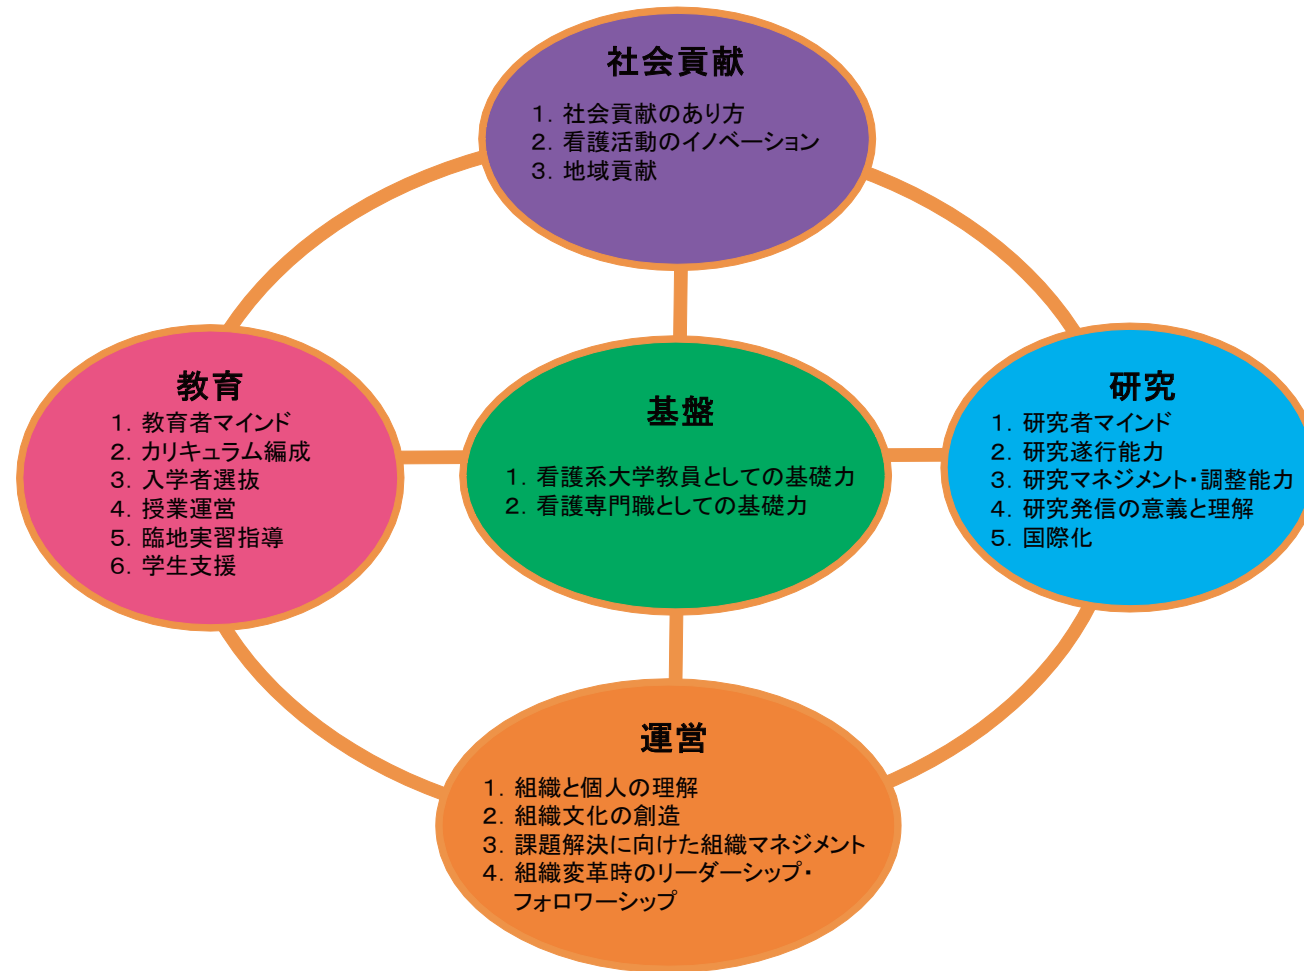 社会貢献
1. 社会貢献のあり方
2. 看護活動のイノベーション
3. 地域貢献
教育
1. 教育者マインド
2. カリキュラム編成
3. 入学者選抜
4. 授業運営
5. 臨地実習指導
6. 学生支援
基盤
1. 看護系大学教員としての基礎力
2. 看護専門職としての基礎力
研究
1. 研究者マインド
2. 研究遂行能力
3. 研究マネジメント・調整能力
4. 研究発信の意義と理解
5. 国際化
運営
1. 組織と個人の理解
2. 組織文化の創造
3. 課題解決に向けた組織マネジメント
4. 組織変革時のリーダーシップ・
フォロワーシップ